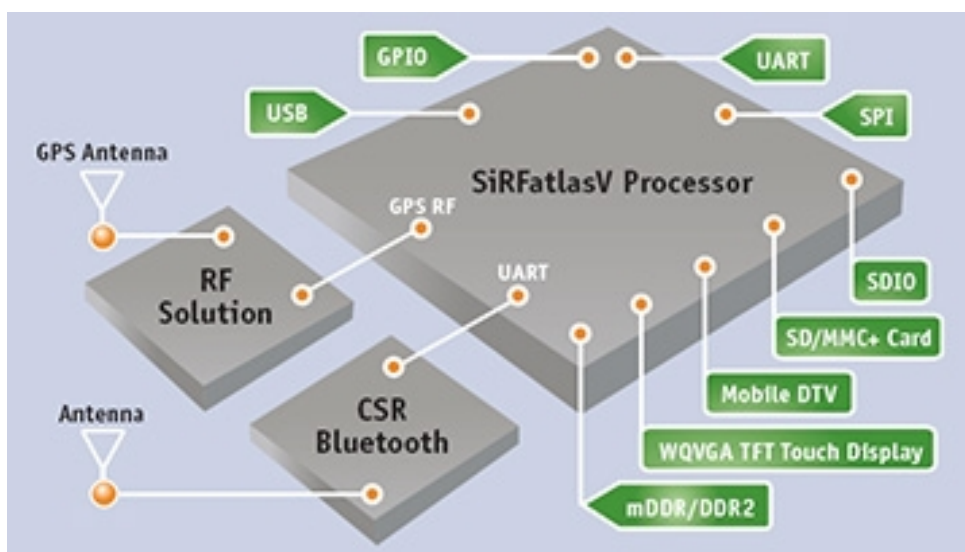 GPIO
UART
USB
SPI
GPS Antenna
SiRFatlasV Processor
GPS RF
UART
RF
Solution
SDIO
SD/MMC+ Card
Mobile DTV
Antenna
CSR
Bluetooth
WQVGA TFT Touch Display
mDDR/DDR2